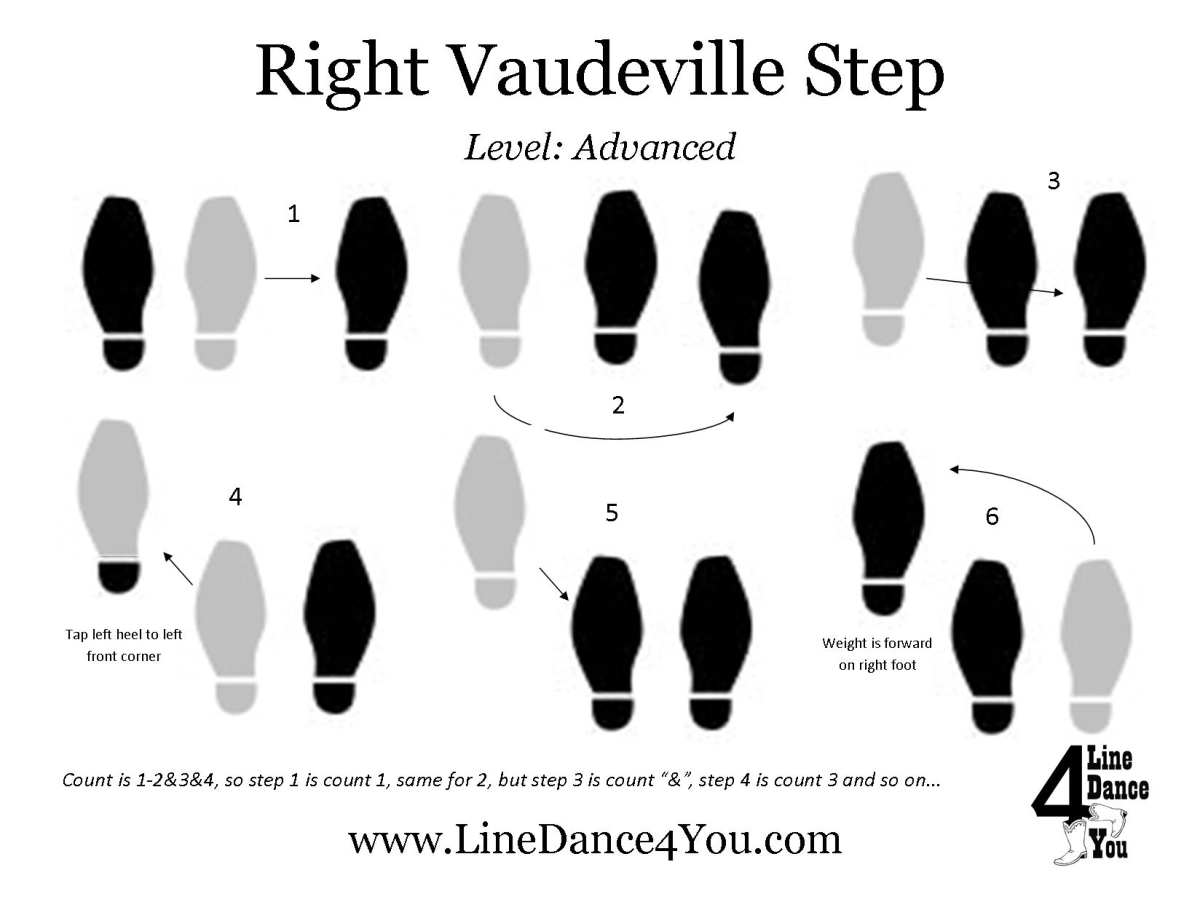 Right Vaudeville Step
Level: Advanced
1
2
3
4
Tap left heel to left
front corner
5
6
Weight is forward
on right foot
Count is 1-2&3&4, so step 1 is count 1, same for 2, but step 3 is count “&”, step 4 is count 3 and so on...
www.LineDance4You.com
4 Line
Dance
You